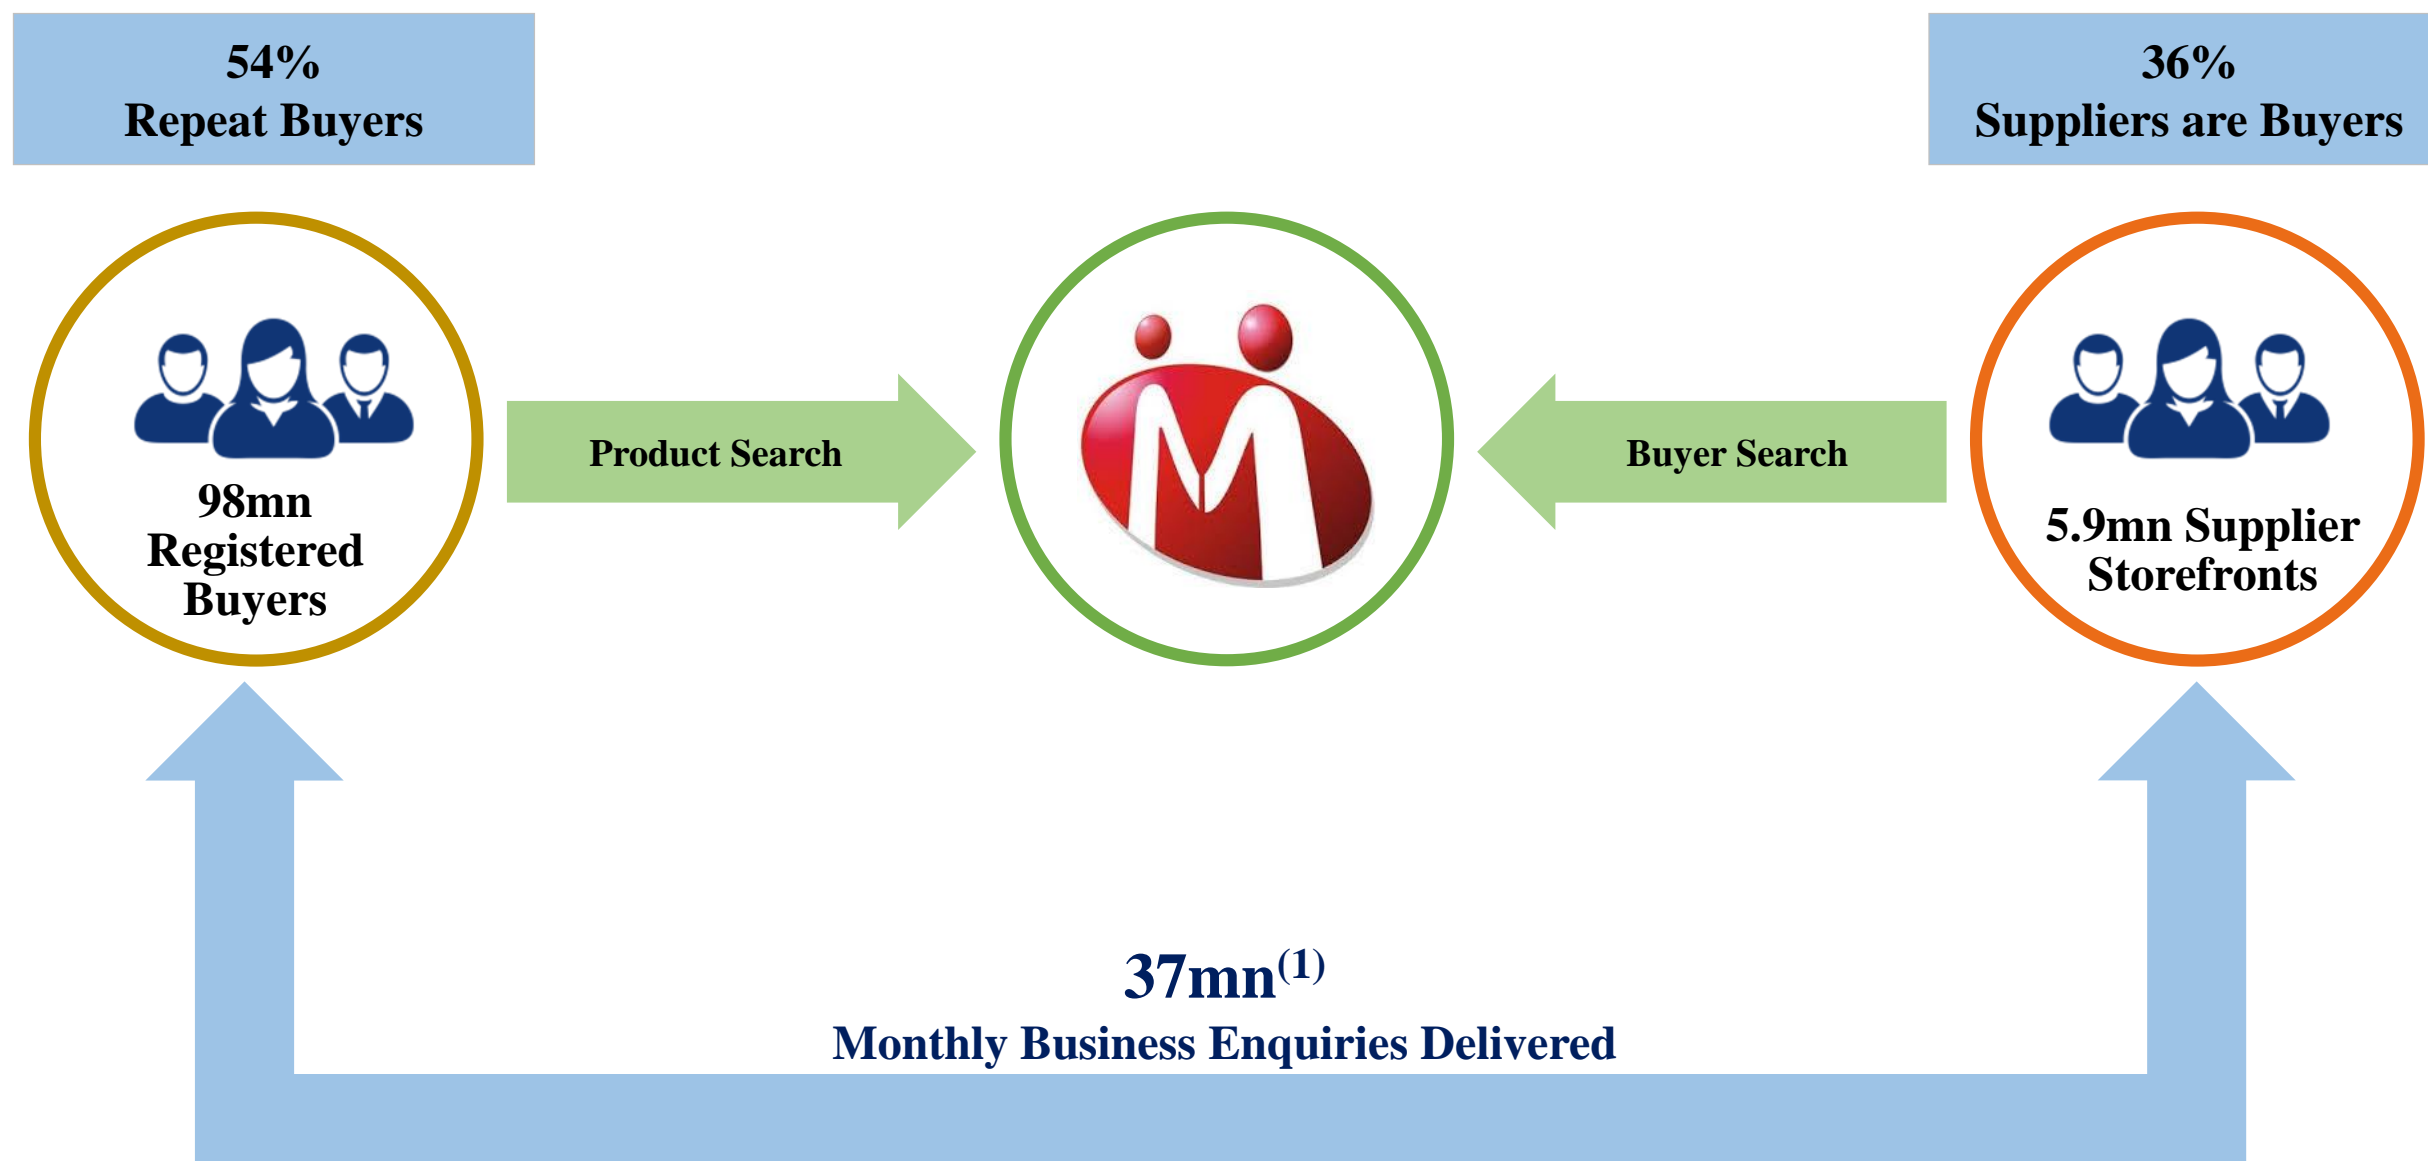 54%
Repeat Buyers
36%
Suppliers are Buyers
98mn
Registered
Buyers
Product Search
Buyer Search
5.9mn Supplier
Storefronts
37mn(1)
Monthly Business Enquiries Delivered